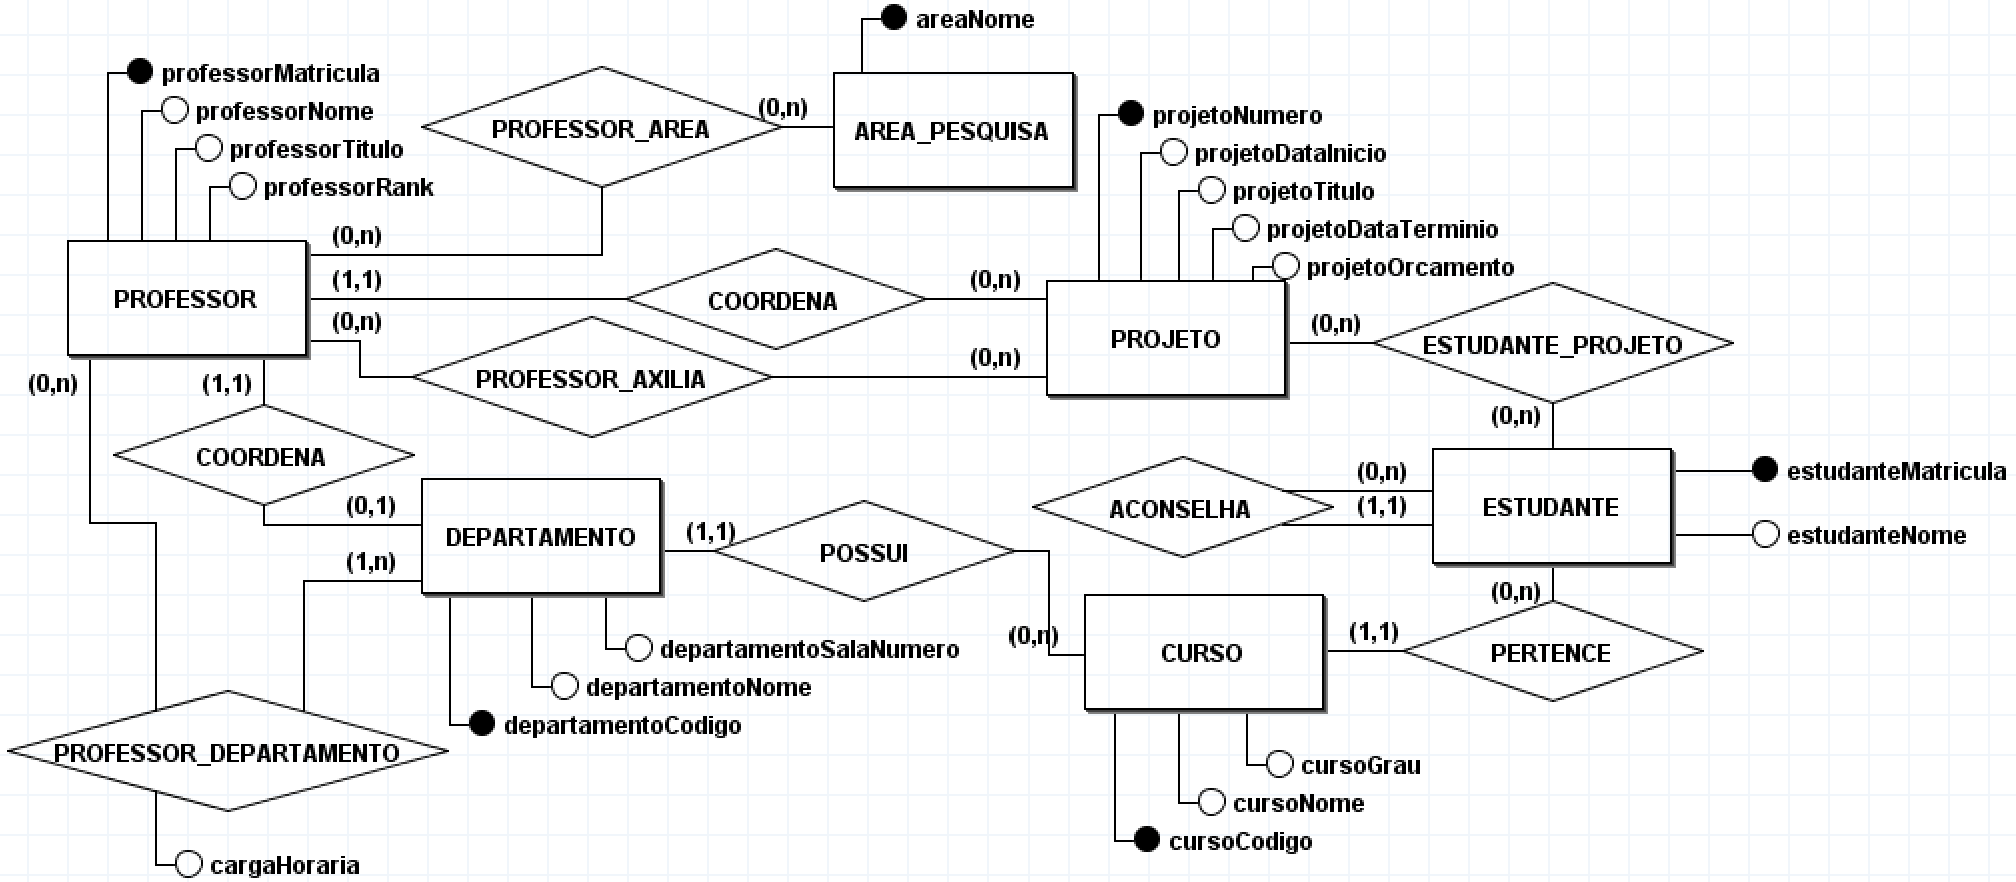 areaNome
professorMatricula
professorNome
professorTitulo
professorRank
PROFESSOR_AREA
(0,n)
AREA_PESQUISA
projetoNumero
projetoDataInicio
projetoTitulo
projetoDataTerminio
projetoOrcamento
(0,n)
(1,1)
(0,n)
PROFESSOR
COORDENA
(0,n)
PROFESSOR_AXILIA
(0,n)
PROJETO
(0,n)
ESTUDANTE_PROJETO
(0,n)
(0,n)
(1,1)
COORDENA
(0,1)
(1,n)
DEPARTAMENTO
(1,1)
POSSUI
(0,n)
ACONSELHA
(0,n)
(1,1)
ESTUDANTE
estudanteMatricula
estudanteNome
(0,n)
(1,1)
PERTENCE
CURSO
departamentoSalaNumero
departamentoNome
departamentoCodigo
PROFESSOR_DEPARTAMENTO
cargaHoraria
cursoGrau
cursoNome
cursoCodigo